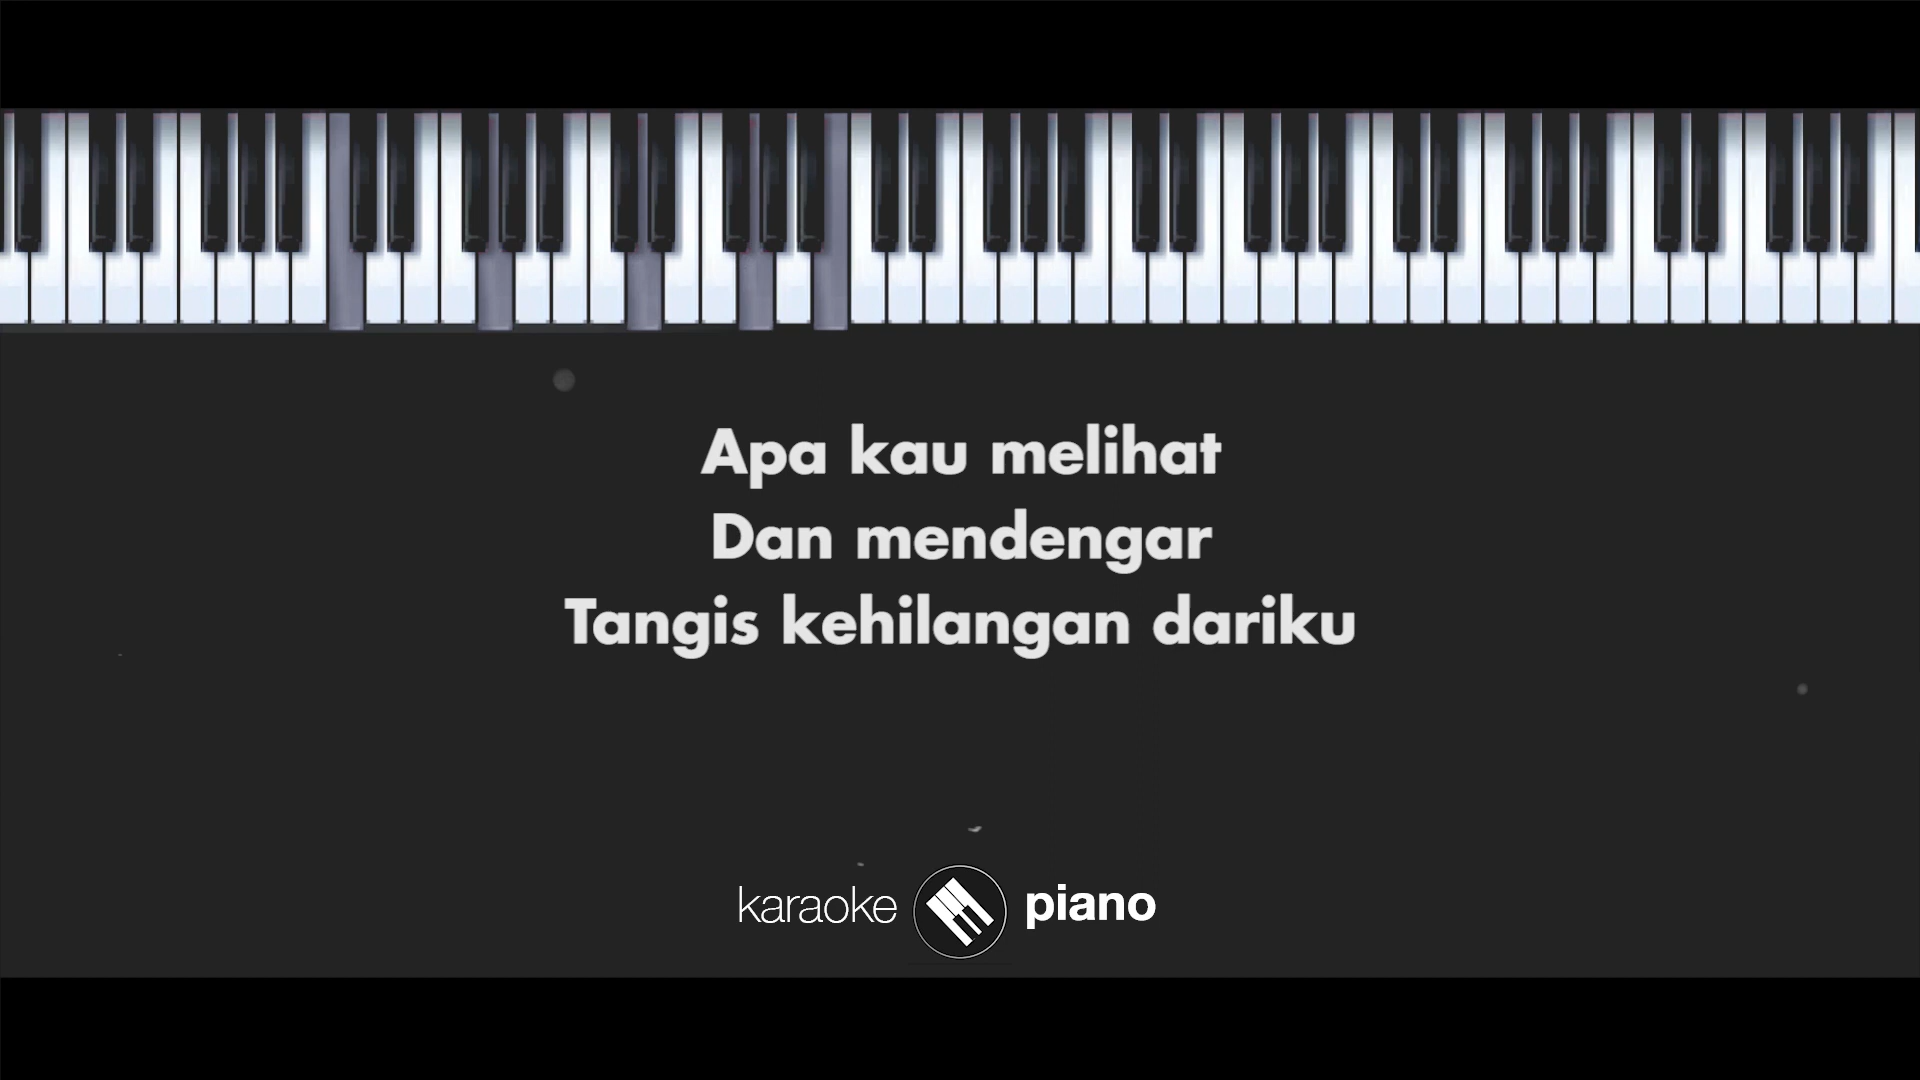 Apa kau melihat
Dan mendengar
Tangis kehilangan dariku
karaoke piano